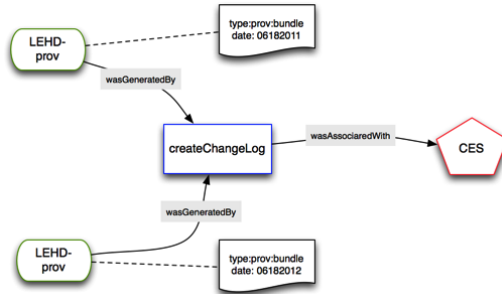 LEHD-
prov
type:prov:bundle
date: 06182011
wasGeneratedBy
createChangeLog
wasAssociaredWith
CES
wasGeneratedBy
LEHD-
prov
type:prov:bundle
date: 06182012